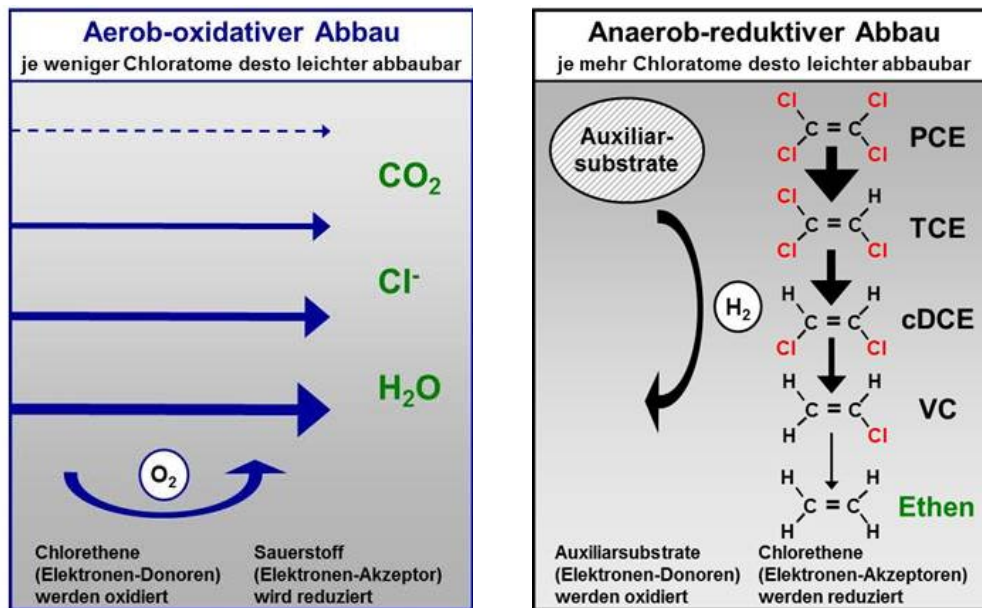 Aerob-oxidativer Abbau
je weniger Chloratome desto leichter abbaubar
CO₂
Cl⁻
H₂O
O₂
Chlorethene
(Elektronen-Donoren)
werden oxidiert
Sauerstoff
(Elektronen-Akzeptor)
wird reduziert
Anaerob-reduktiver Abbau
je mehr Chloratome desto leichter abbaubar
Auxiliar-
substrate
H₂
Cl Cl
C = C
Cl Cl
PCE
Cl H
C = C
Cl Cl
TCE
H H
C = C
Cl Cl
cDCE
H H
C = C
H Cl
VC
H H
C = C
H H
Ethen
Auxiliarsubstrate
(Elektronen-Donoren)
werden oxidiert
Chlorethene
(Elektronen-Akzeptoren)
werden reduziert